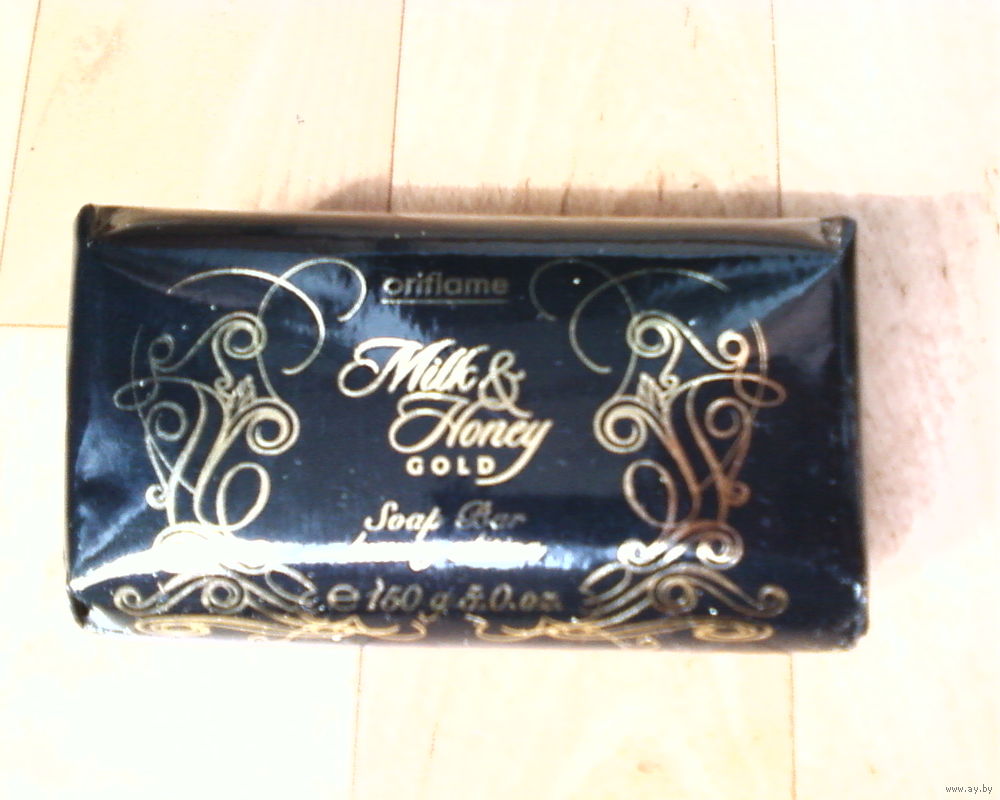 oriflame
Milk &
Honey
GOLD
Soap Bar
e 150 g 5.0.oz.
www.ay.by